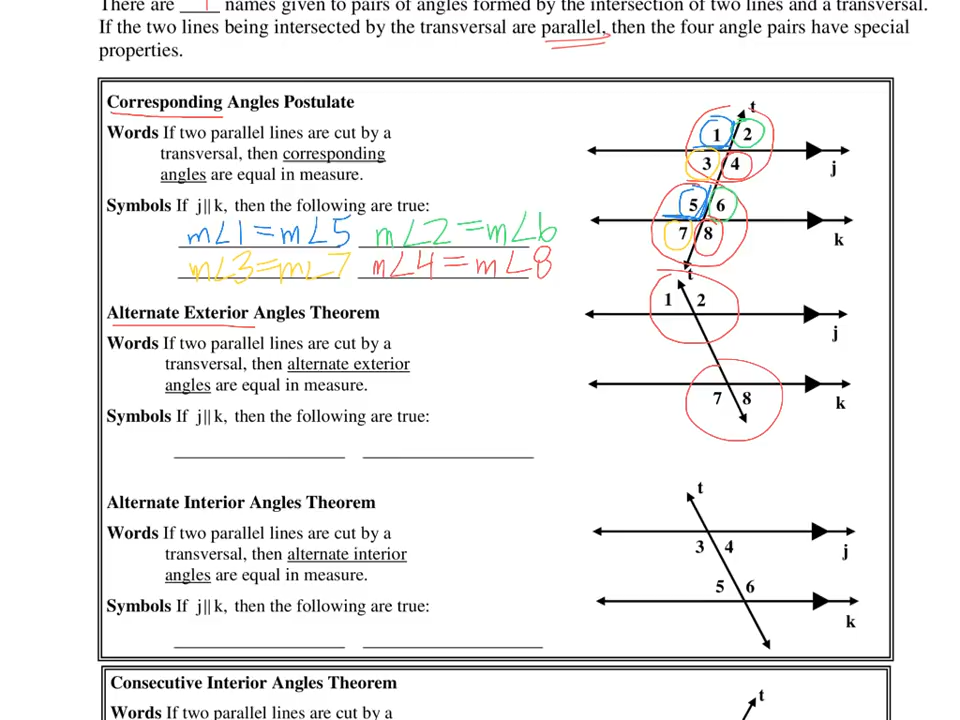 There are names given to pairs of angles formed by the intersection of two lines and a transversal.
If the two lines being intersected by the transversal are parallel, then the four angle pairs have special
properties.
Corresponding Angles Postulate
Words If two parallel lines are cut by a
transversal, then corresponding
angles are equal in measure.
Symbols If j||k, then the following are true:
m∠1 = m∠5 m∠2 = m∠6
m∠3 = m∠7 m∠4 = m∠8
t
1 2
3 4
j
5 6
7 8
k
Alternate Exterior Angles Theorem
Words If two parallel lines are cut by a
transversal, then alternate exterior
angles are equal in measure.
Symbols If j||k, then the following are true:
t
1 2
j
7 8
k
Alternate Interior Angles Theorem
Words If two parallel lines are cut by a
transversal, then alternate interior
angles are equal in measure.
Symbols If j||k, then the following are true:
t
3 4
j
5 6
k
Consecutive Interior Angles Theorem
Words If two parallel lines are cut by a
t